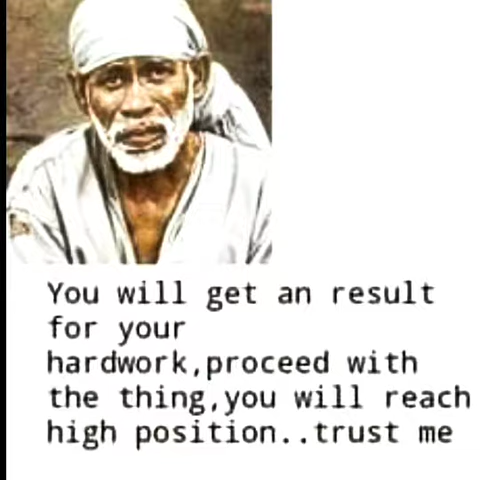 You will get an result
for your
hardwork,proceed with
the thing,you will reach
high position..trust me